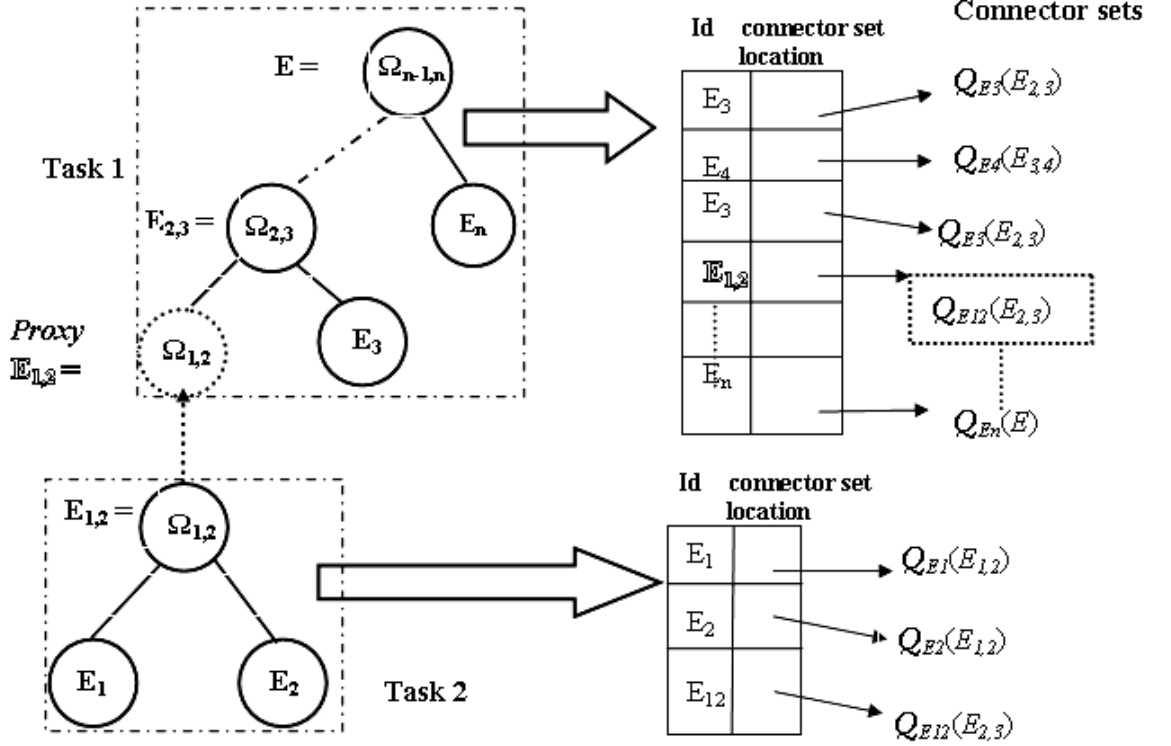 Connector sets
Id connector set
location
E = Ω n-1,n
E3 Q E3(E2,3)
Task 1
E4 Q E4(E3,4)
E2,3 = Ω2,3
En
E3 Q E3(E2,3)
𝔼1,2 Q E12(E2,3)
Proxy
𝔼1,2 =
Ω1,2
E3
En Q En(E)
Id connector set
location
E1,2 = Ω1,2
E1 Q E1(E1,2)
E2 Q E2(E1,2)
E1
E2
Task 2
E12 Q E12(E2,3)